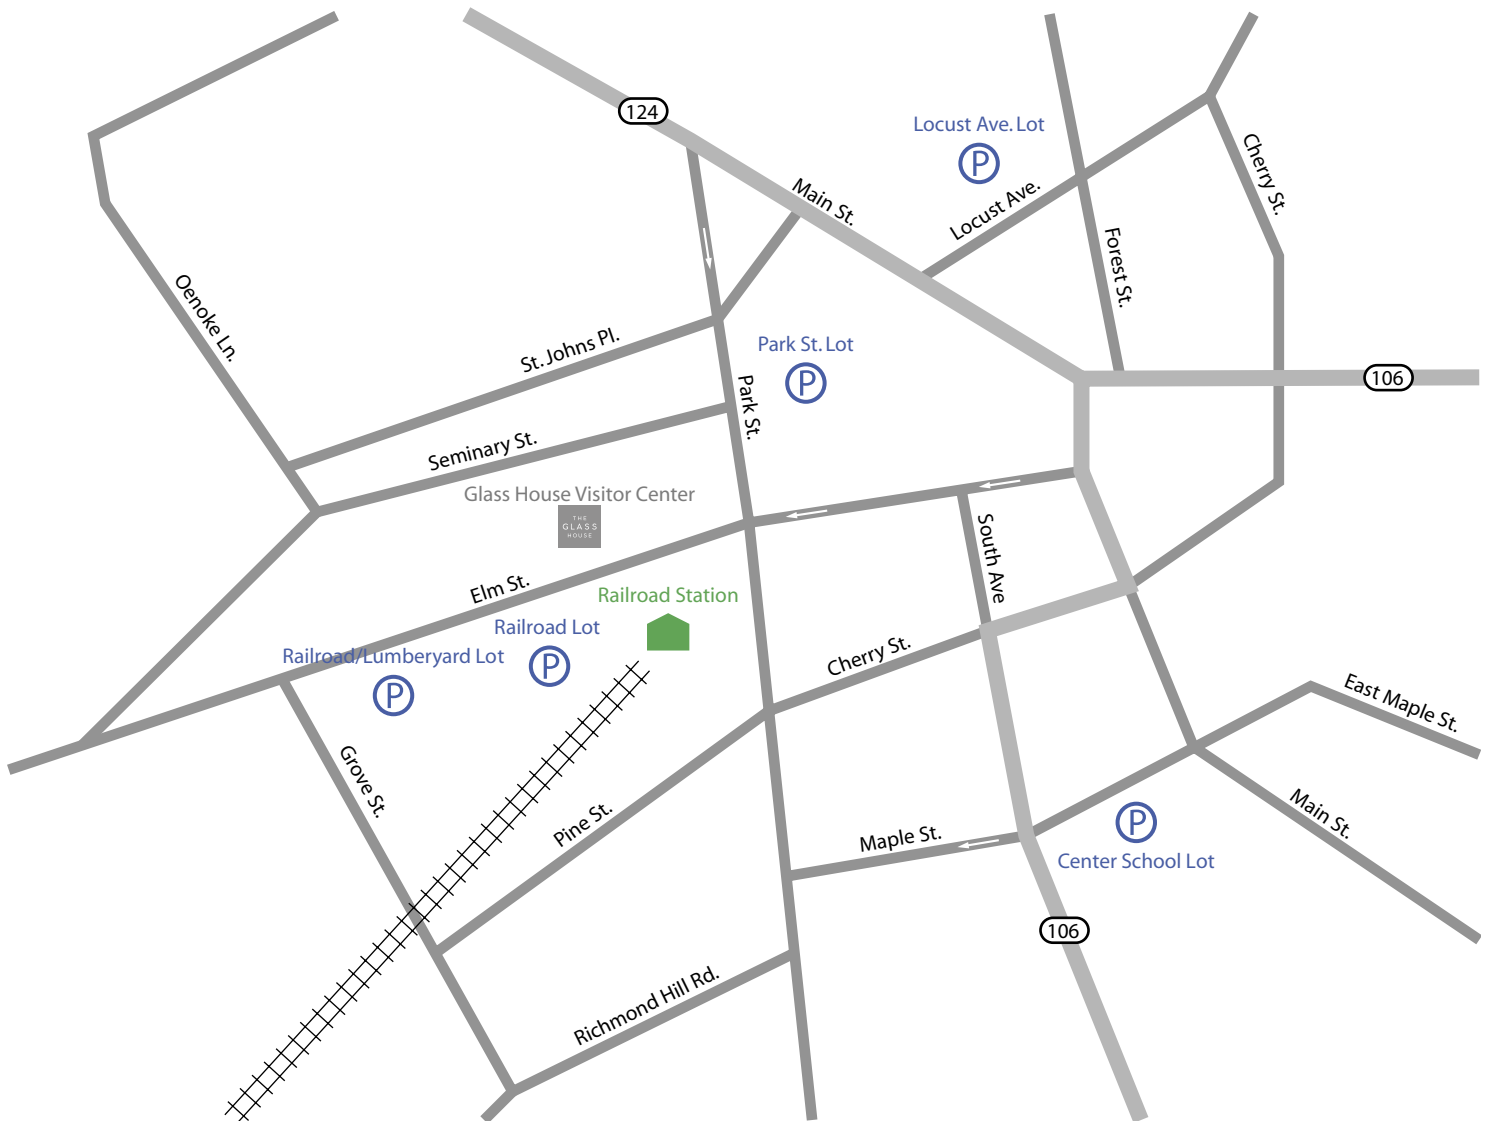 124
Locust Ave. Lot
P
Main St.
Locust Ave.
Cherry St.
Forest St.
Oenoke Ln.
St. Johns Pl.
Park St. Lot
P
Park St.
106
Seminary St.
Glass House Visitor Center
THE
GLASS
HOUSE
South Ave
Elm St.
Railroad Station
Railroad Lot
P
Railroad/Lumberyard Lot
P
Cherry St.
East Maple St.
Grove St.
Pine St.
Maple St.
Main St.
P
Center School Lot
106
Richmond Hill Rd.